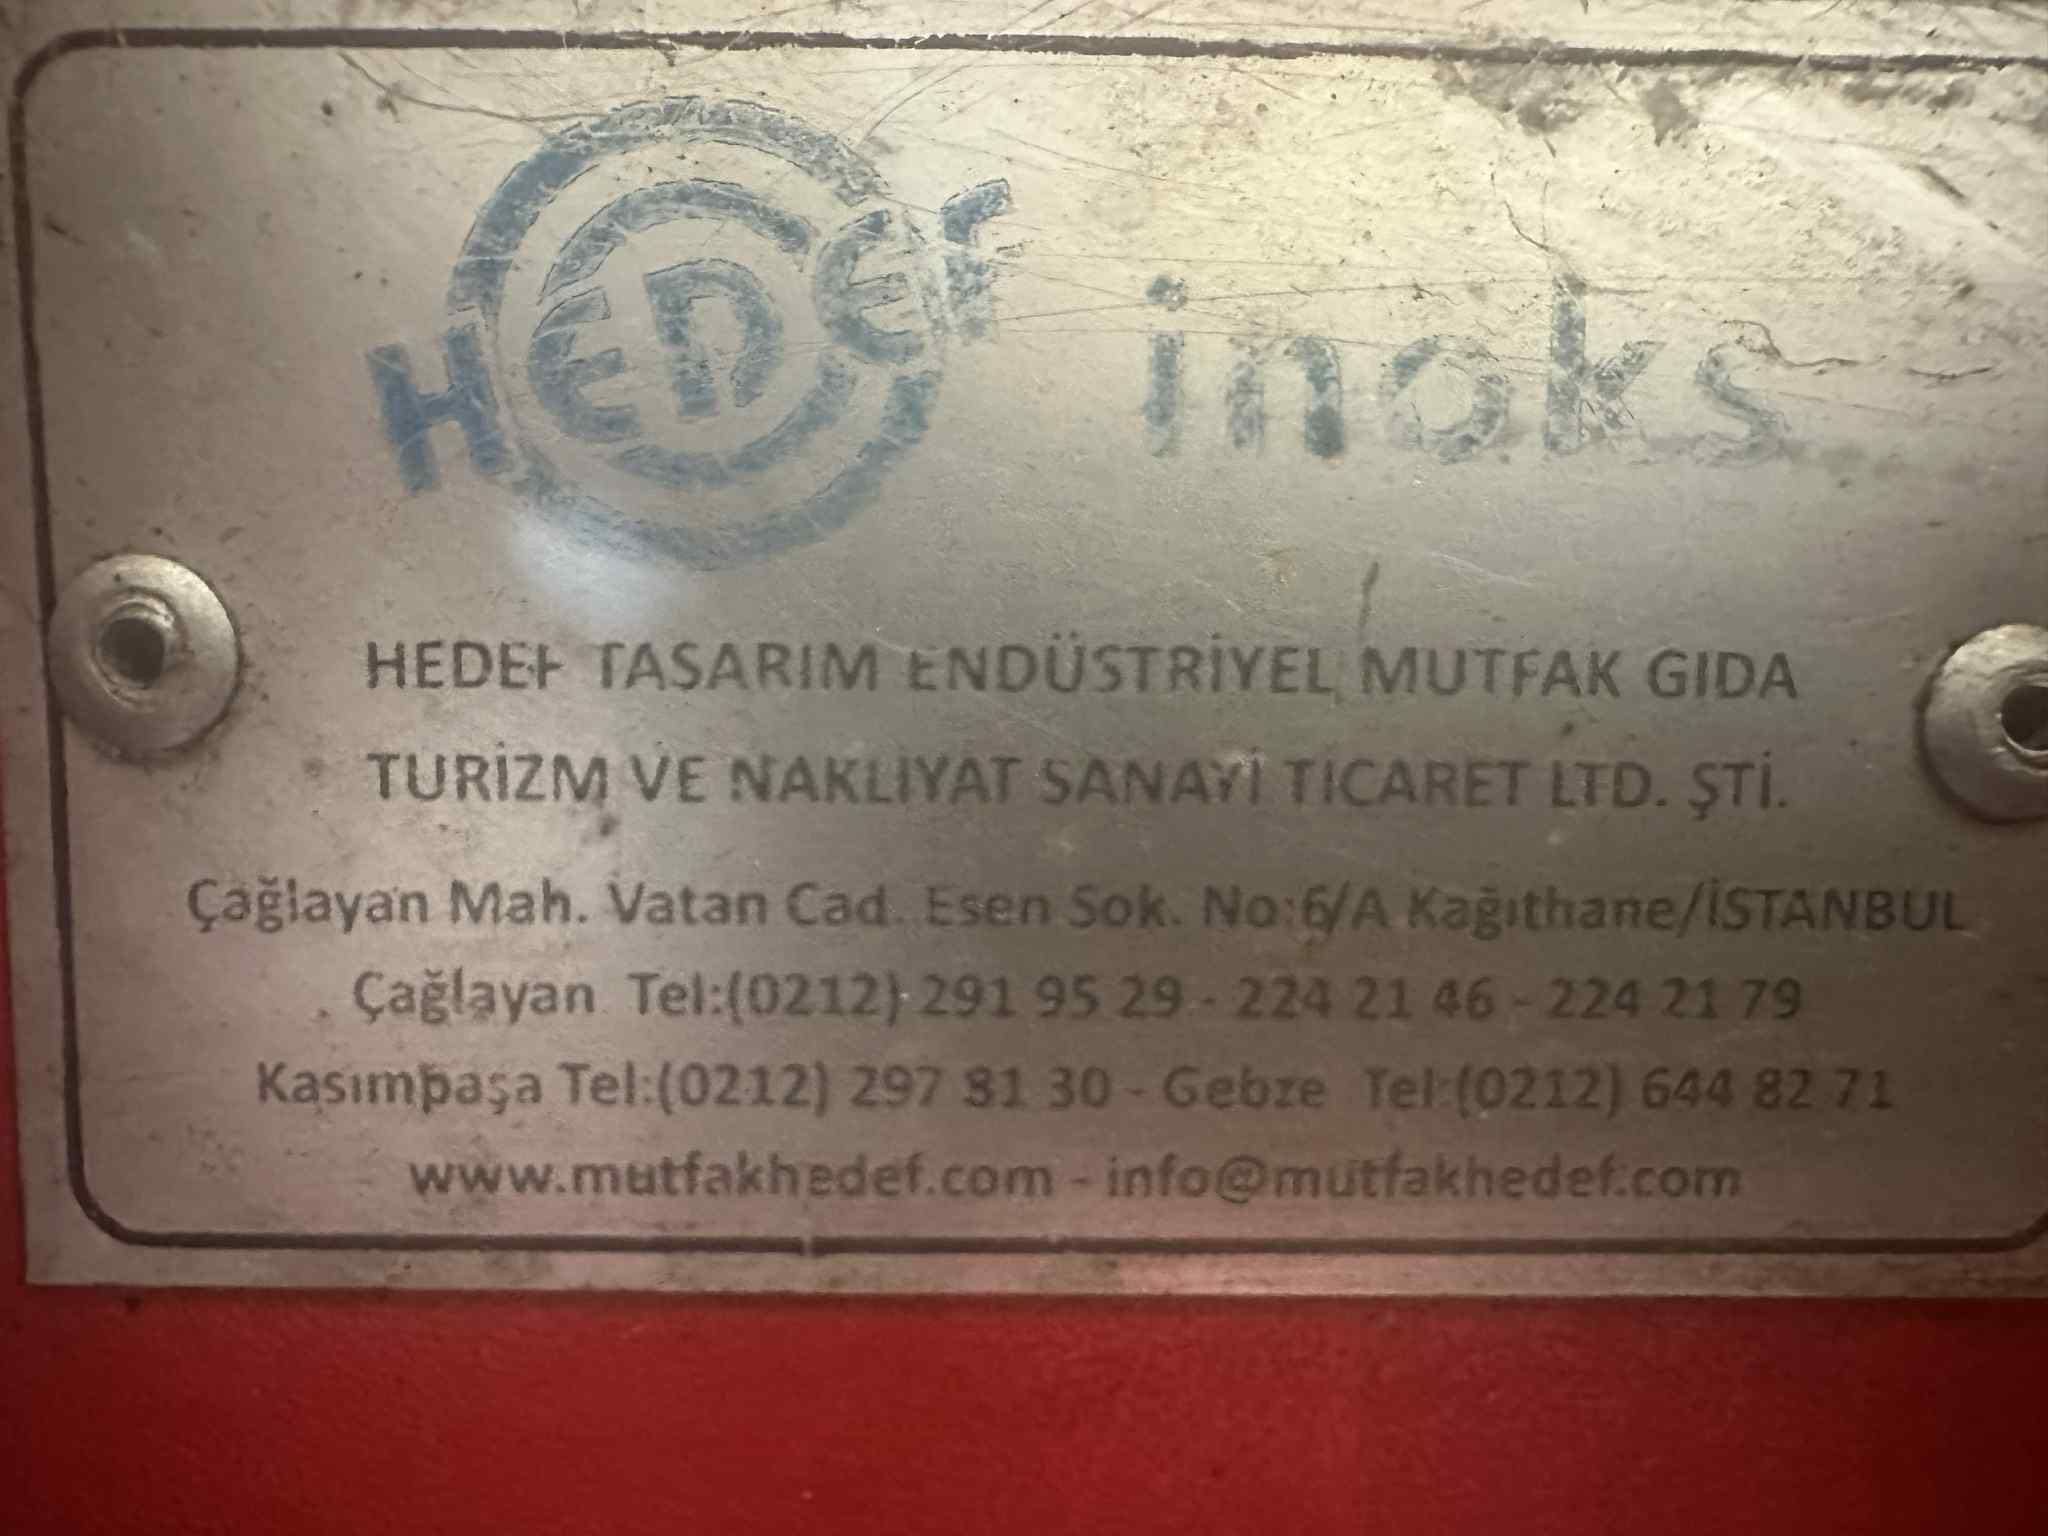 HEDEF inoks
HEDEF TASARIM ENDÜSTRİYEL MUTFAK GIDA
TURİZM VE NAKLİYAT SANAYİ TİCARET LTD. ŞTİ.
Çağlayan Mah. Vatan Cad. Esen Sok. No:6/A Kağıthane/İSTANBUL
Çağlayan Tel:(0212) 291 95 29 - 224 21 46 - 224 21 79
Kasımpaşa Tel:(0212) 297 81 30 - Gebze Tel:(0212) 644 82 71
www.mutfakhedef.com - info@mutfakhedef.com